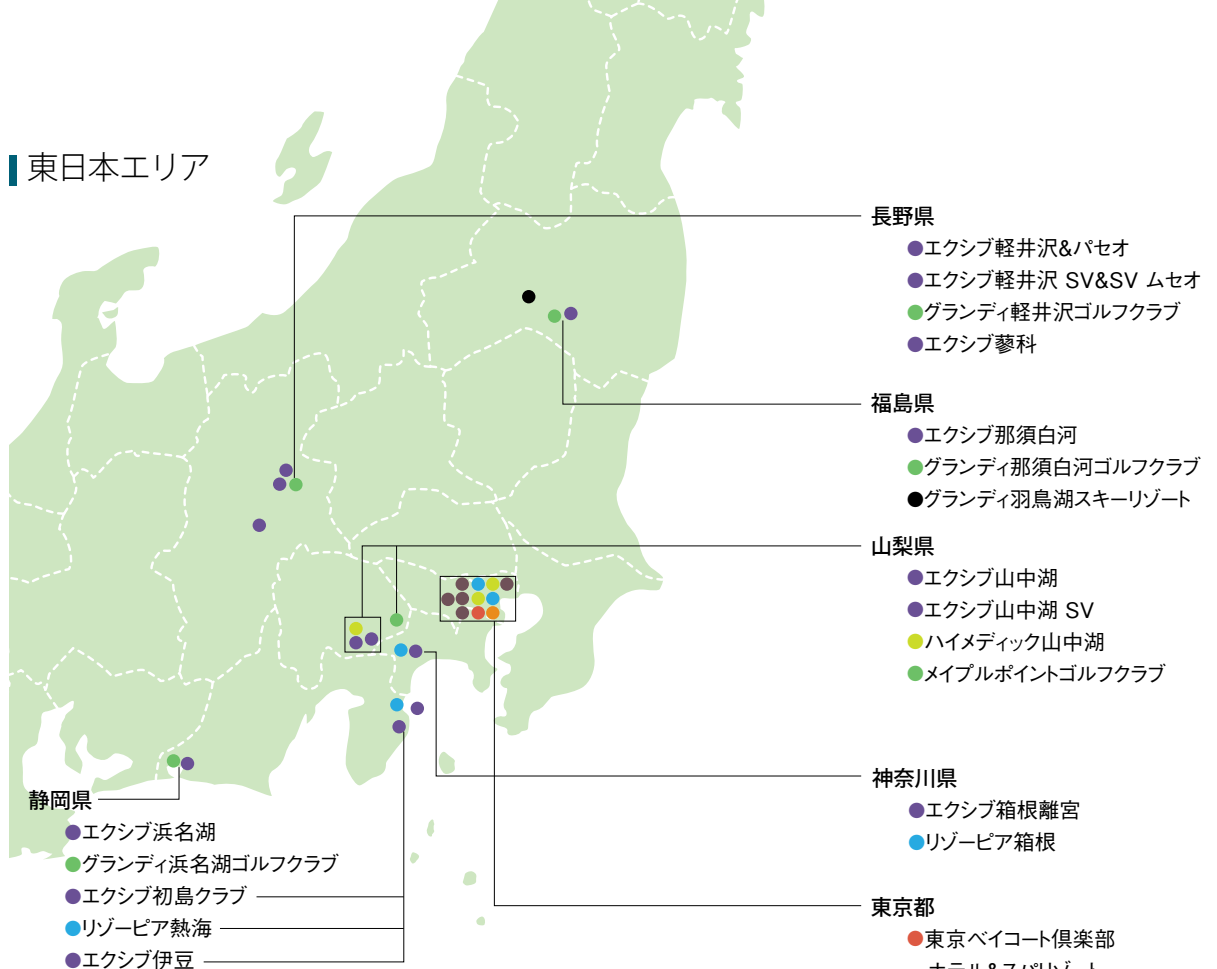 東日本エリア
長野県
●エクシブ軽井沢&パセオ
●エクシブ軽井沢 SV&SV ムセオ
●グランディ軽井沢ゴルフクラブ
●エクシブ蓼科
福島県
●エクシブ那須白河
●グランディ那須白河ゴルフクラブ
●グランディ羽鳥湖スキーリゾート
山梨県
●エクシブ山中湖
●エクシブ山中湖 SV
●ハイメディック山中湖
●メイプルポイントゴルフクラブ
神奈川県
●エクシブ箱根離宮
●リゾーピア箱根
東京都
●東京ベイコート倶楽部
ホテル&スパリゾート
静岡県
●エクシブ浜名湖
●グランディ浜名湖ゴルフクラブ
●エクシブ初島クラブ
●リゾーピア熱海
●エクシブ伊豆